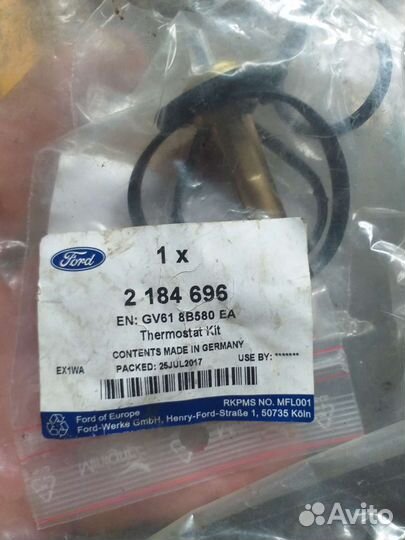 Ford
1 x
2 184 696
EN: GV61 8B580 EA
Thermostat Kit
CONTENTS MADE IN GERMANY
EX1WA
PACKED: 25JUL2017
USE BY: *******
RKPMS NO. MFL001
Ford of Europe
Ford-Werke GmbH, Henry-Ford-Straße 1, 50735 Köln
Avito